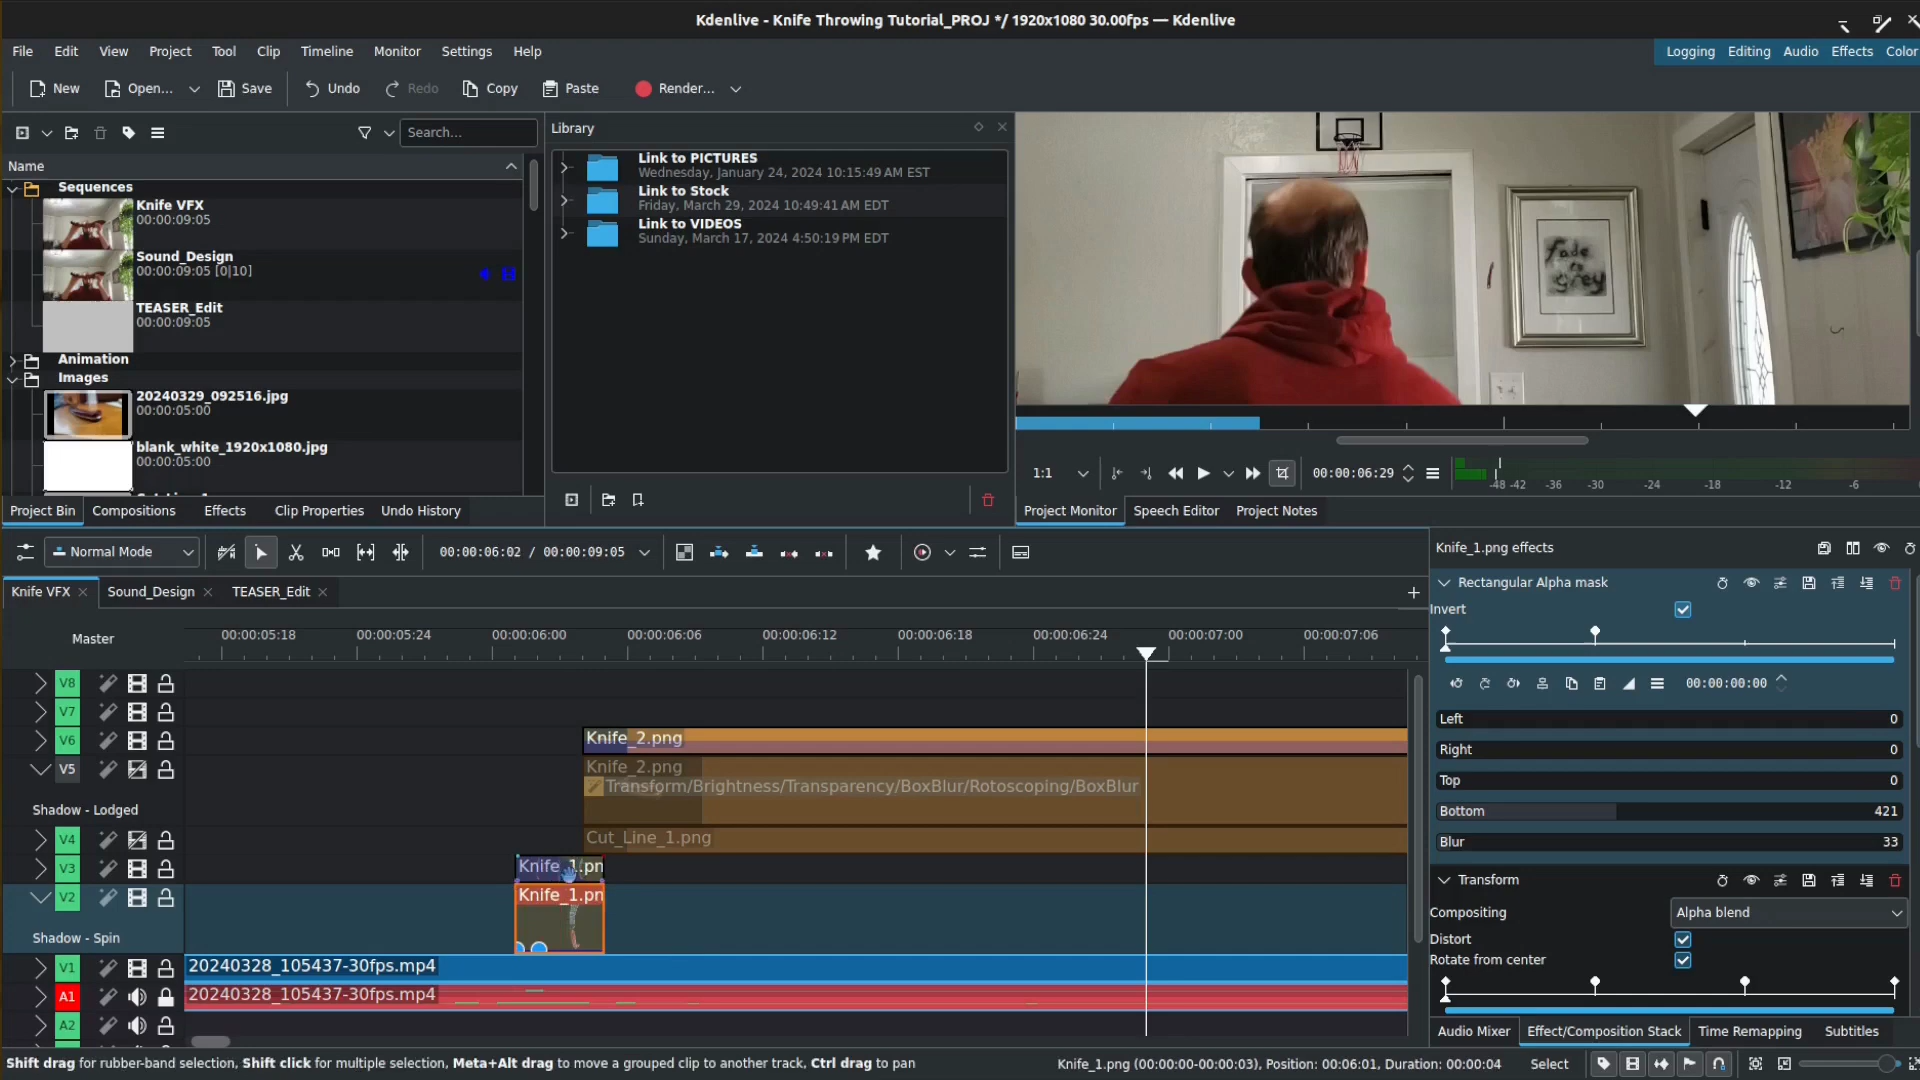 Kdenlive - Knife Throwing Tutorial_PROJ */ 1920x1080 30.00fps — Kdenlive
File Edit View Project Tool Clip Timeline Monitor Settings Help
Logging Editing Audio Effects Color
New Open... Save Undo Redo Copy Paste Render...
Search...
Library
Name
Sequences
Knife VFX
00:00:09:05
Sound_Design
00:00:09:05 [0|10]
TEASER_Edit
00:00:09:05
Animation
Images
20240329_092516.jpg
00:00:05:00
blank_white_1920x1080.jpg
00:00:05:00
Link to PICTURES
Wednesday, January 24, 2024 10:15:49 AM EST
Link to Stock
Friday, March 29, 2024 10:49:41 AM EDT
Link to VIDEOS
Sunday, March 17, 2024 4:50:19 PM EDT
fade to grey
1:1 00:00:06:29
-48 -42 -36 -30 -24 -18 -12 -6
Project Bin Compositions Effects Clip Properties Undo History
Project Monitor Speech Editor Project Notes
Normal Mode 00:00:06:02 / 00:00:09:05
Knife VFX Sound_Design TEASER_Edit
Master
00:00:05:18 00:00:05:24 00:00:06:00 00:00:06:06 00:00:06:12 00:00:06:18 00:00:06:24 00:00:07:00 00:00:07:06
V8
V7
V6 Knife_2.png
V5 Knife_2.png
Transform/Brightness/Transparency/BoxBlur/Rotoscoping/BoxBlur
Shadow - Lodged
V4 Cut_Line_1.png
V3 Knife_1.pn
V2 Knife_1.pn
Shadow - Spin
V1 20240328_105437-30fps.mp4
A1 20240328_105437-30fps.mp4
A2
Knife_1.png effects
Rectangular Alpha mask
Invert
00:00:00:00
Left 0
Right 0
Top 0
Bottom 421
Blur 33
Transform
Compositing Alpha blend
Distort
Rotate from center
Audio Mixer Effect/Composition Stack Time Remapping Subtitles
Shift drag for rubber-band selection, Shift click for multiple selection, Meta+Alt drag to move a grouped clip to another track, Ctrl drag to pan
Knife_1.png (00:00:00-00:00:03), Position: 00:06:01, Duration: 00:00:04 Select